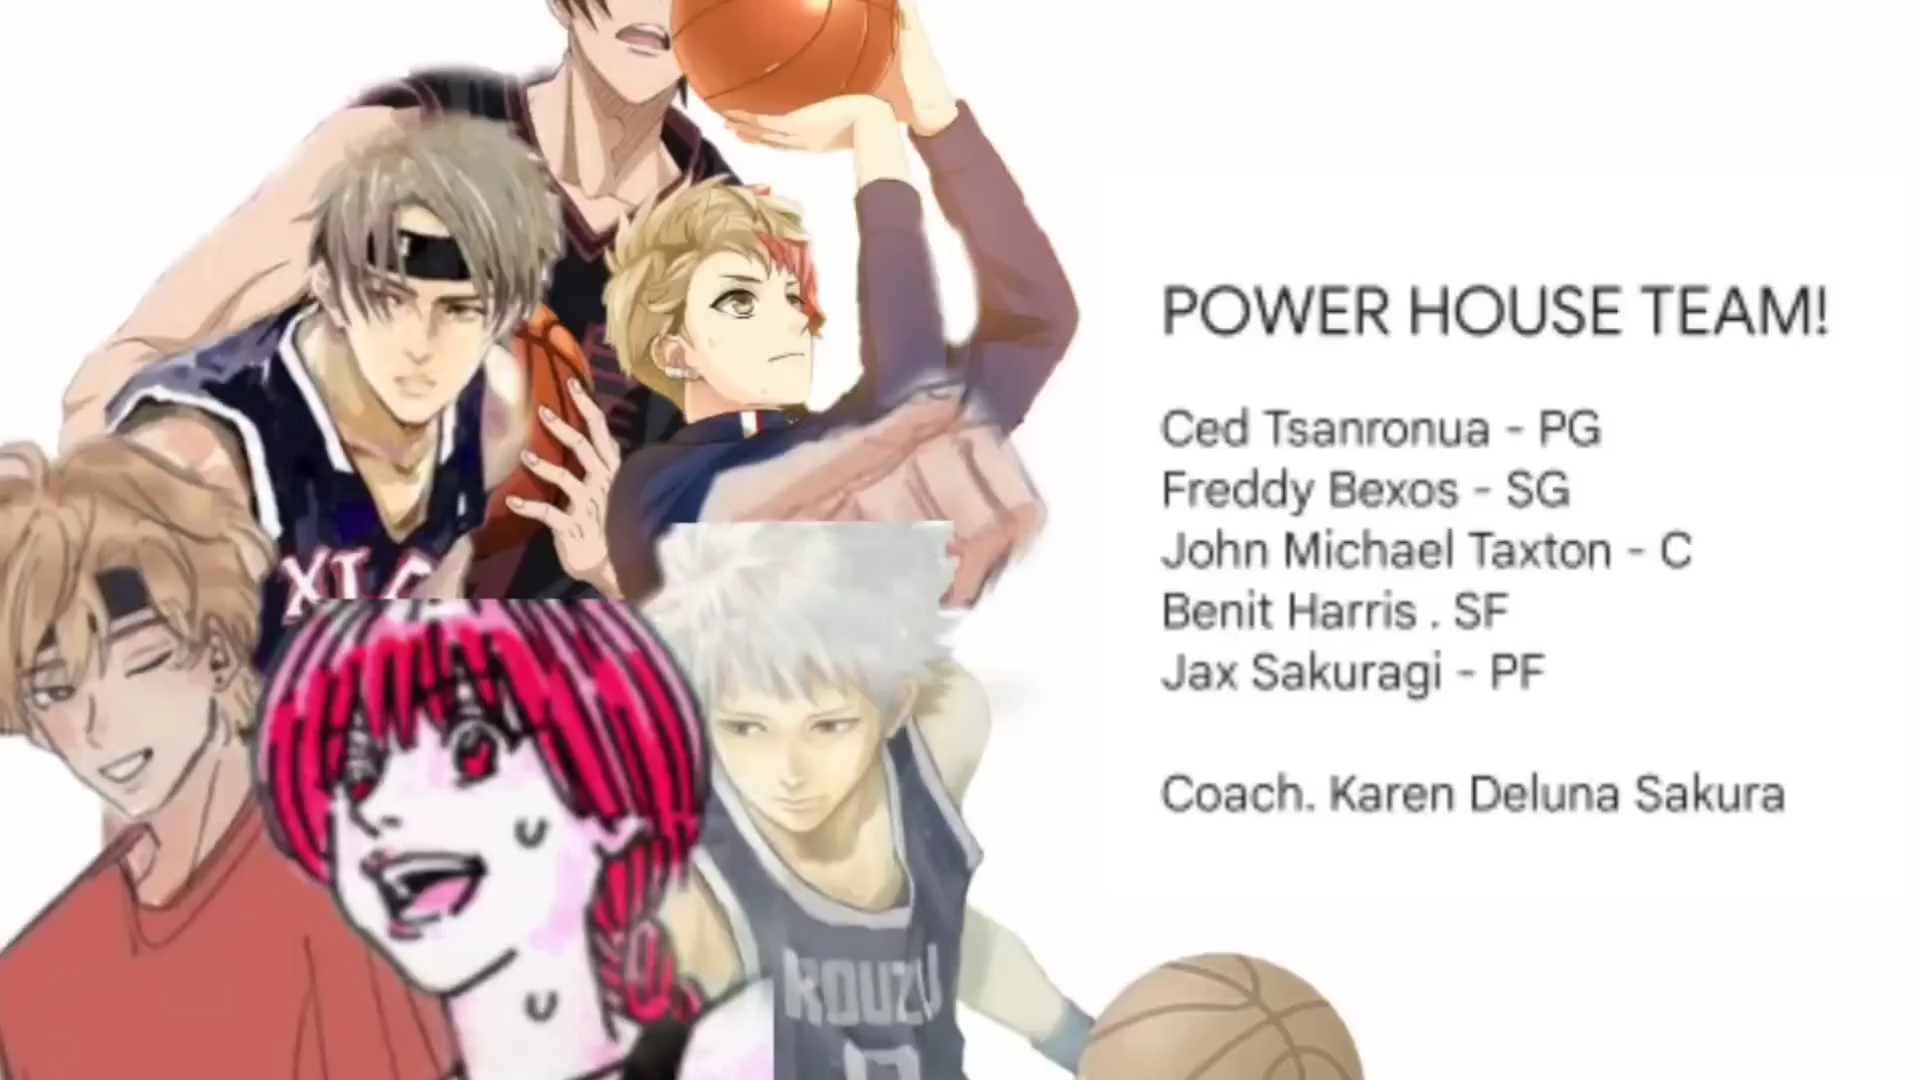 POWER HOUSE TEAM!
Ced Tsanronua - PG
Freddy Bexos - SG
John Michael Taxton - C
Benit Harris . SF
Jax Sakuragi - PF
Coach. Karen Deluna Sakura
KOUZU